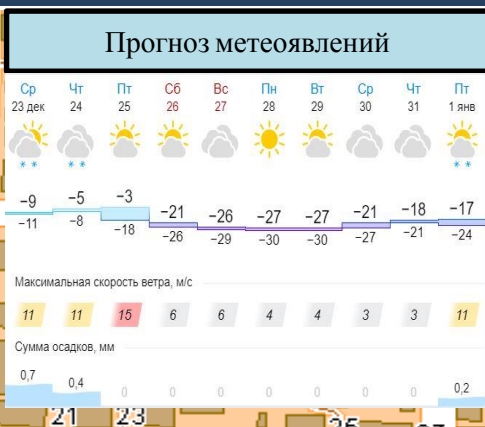 Прогноз метеоявлений
Ср Чт Пт Сб Вс Пн Вт Ср Чт Пт
23 дек 24 25 26 27 28 29 30 31 1 янв
−9 −5 −3 −21 −26 −27 −27 −21 −18 −17
−11 −8 −18 −26 −29 −30 −30 −27 −21 −24
Максимальная скорость ветра, м/с
11 11 15 6 6 4 4 3 3 11
Сумма осадков, мм
0,7 0,4 0 0 0 0 0 0 0 0,2
21 23